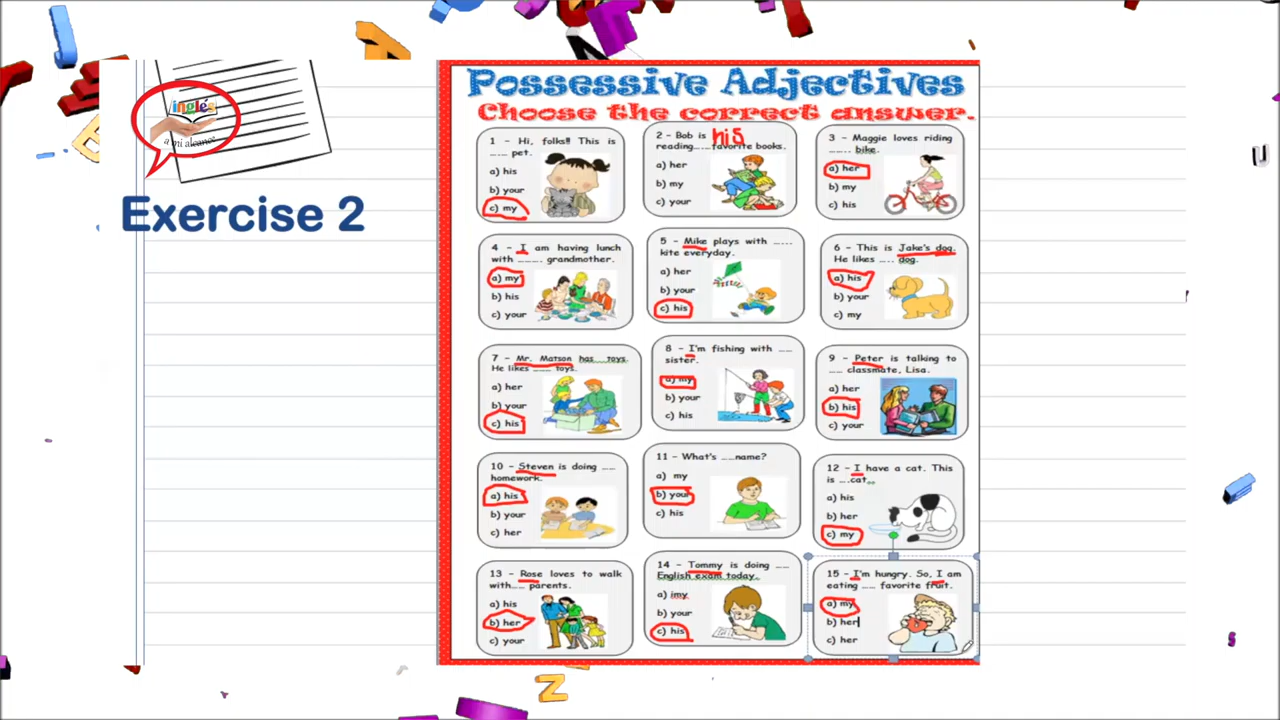 inglés
a mi alcance
Exercise 2
Possessive Adjectives
Choose the correct answer.
1 - Hi, folks!! This is
..... pet.
a) his
b) your
c) my
2 - Bob is his
reading..... favorite books.
a) her
b) my
c) your
3 - Maggie loves riding
..... bike.
a) her
b) my
c) his
4 - I am having lunch
with ..... grandmother.
a) my
b) his
c) your
5 - Mike plays with .....
kite everyday.
a) her
b) your
c) his
6 - This is Jake's dog.
He likes .... dog.
a) his
b) your
c) my
7 - Mr. Matson has toys.
He likes ..... toys.
a) her
b) your
c) his
8 - I'm fishing with ....
sister.
a) my
b) your
c) his
9 - Peter is talking to
.... classmate, Lisa.
a) her
b) his
c) your
10 - Steven is doing ....
homework.
a) his
b) your
c) her
11 - What's ....name?
a) my
b) your
c) his
12 - I have a cat. This
is ....cat..
a) his
b) her
c) my
13 - Rose loves to walk
with.... parents.
a) his
b) her
c) your
14 - Tommy is doing ....
English exam today.
a) imy
b) your
c) his
15 - I'm hungry. So, I am
eating .... favorite fruit.
a) my
b) her
c) her